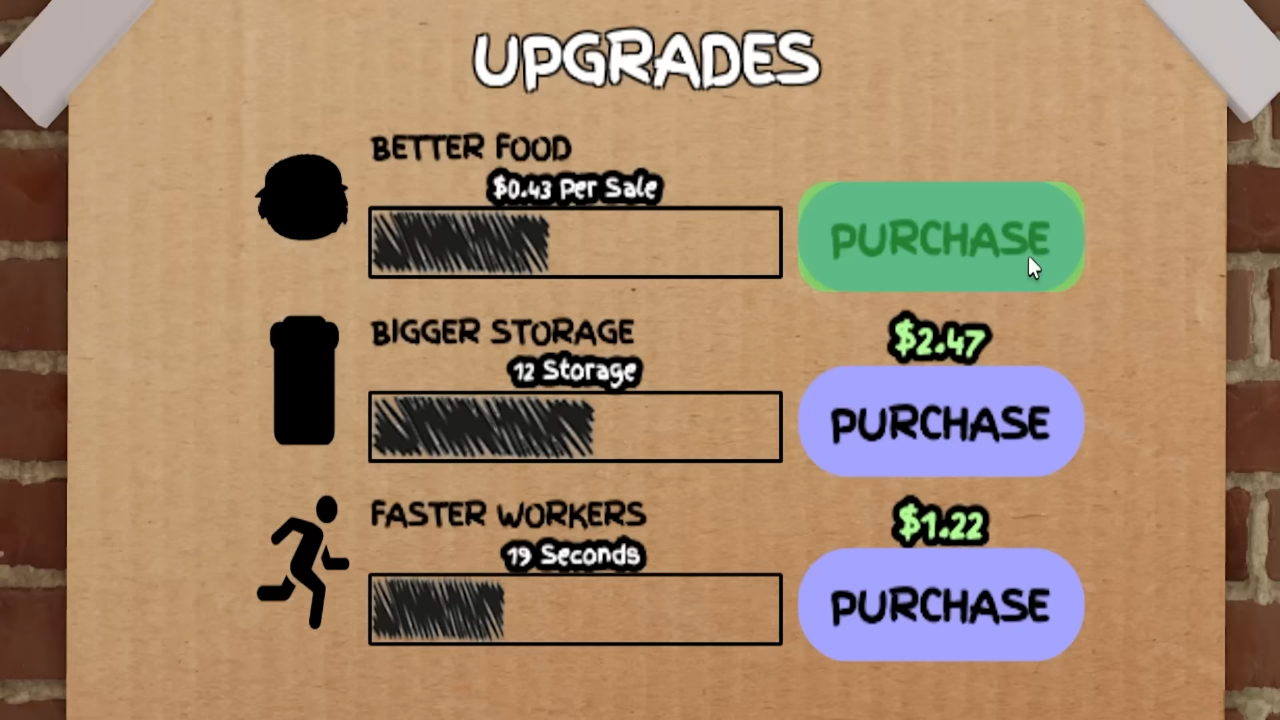 UPGRADES
BETTER FOOD
$0.43 Per Sale
PURCHASE
BIGGER STORAGE
12 Storage
$2.47
PURCHASE
FASTER WORKERS
19 Seconds
$1.22
PURCHASE